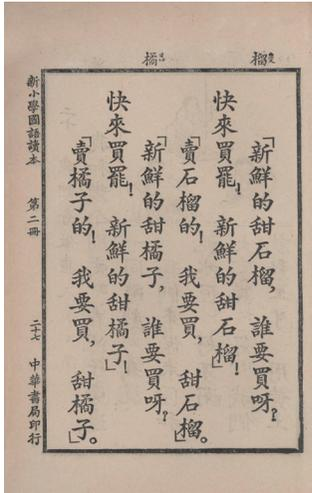 榴
橘
「新鮮的甜石榴,誰要買呀?
快來買罷!新鮮的甜石榴!」
「賣石榴的!我要買,甜石榴。」
「新鮮的甜橘子,誰要買呀?
快來買罷!新鮮的甜橘子!」
「賣橘子的!我要買,甜橘子。」
新小學國語讀本 第二冊 二十七 中華書局印行